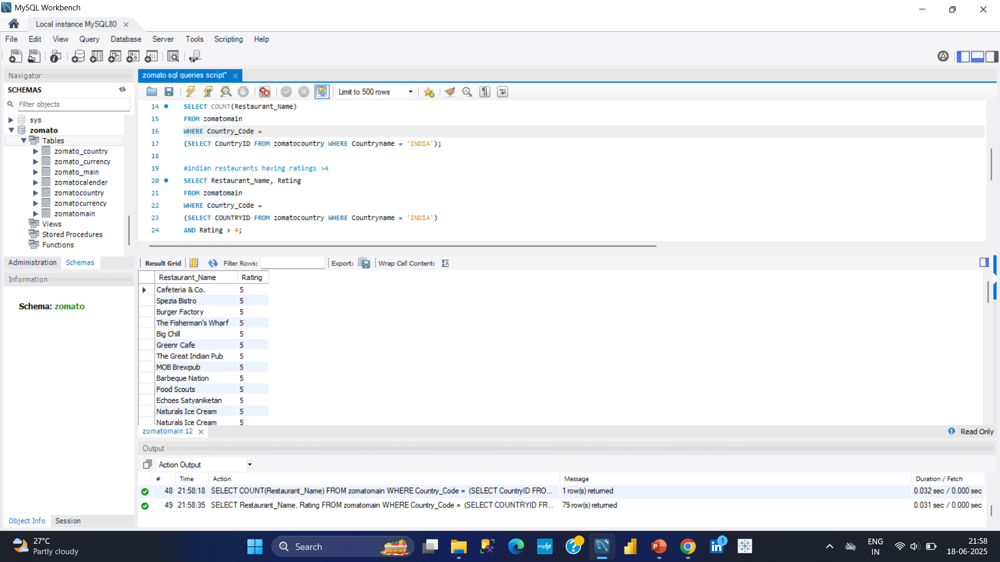 MySQL Workbench
Local instance MySQL80
File Edit View Query Database Server Tools Scripting Help
Navigator
SCHEMAS
Filter objects
sys
zomato
Tables
zomato_country
zomato_currency
zomato_main
zomatocalender
zomatocountry
zomatocurrency
zomatomain
Views
Stored Procedures
Functions
Administration Schemas
Information
Schema: zomato
Object Info Session
zomato sql queries script*
Limit to 500 rows
14 SELECT COUNT(Restaurant_Name)
15 FROM zomatomain
16 WHERE Country_Code =
17 (SELECT CountryID FROM zomatocountry WHERE Countryname = 'INDIA');
18
19 #indian restaurants having ratings >4
20 SELECT Restaurant_Name, Rating
21 FROM zomatomain
22 WHERE Country_Code =
23 (SELECT COUNTRYID FROM zomatocountry WHERE Countryname = 'INDIA')
24 AND Rating > 4;
Result Grid Filter Rows: Export: Wrap Cell Content:
Restaurant_Name Rating
Cafeteria & Co. 5
Spezia Bistro 5
Burger Factory 5
The Fisherman's Wharf 5
Big Chill 5
Greenr Cafe 5
The Great Indian Pub 5
MOB Brewpub 5
Barbeque Nation 5
Food Scouts 5
Echoes Satyaniketan 5
Naturals Ice Cream 5
Naturals Ice Cream 5
zomatomain 12 Read Only
Output
Action Output
# Time Action Message Duration / Fetch
48 21:58:18 SELECT COUNT(Restaurant_Name) FROM zomatomain WHERE Country_Code = (SELECT CountryID FRO... 1 row(s) returned 0.032 sec / 0.000 sec
49 21:58:35 SELECT Restaurant_Name, Rating FROM zomatomain WHERE Country_Code = (SELECT COUNTRYID FR... 79 row(s) returned 0.031 sec / 0.000 sec
27°C
Partly cloudy
Search
myhp
1
ENG
IN
21:58
18-06-2025